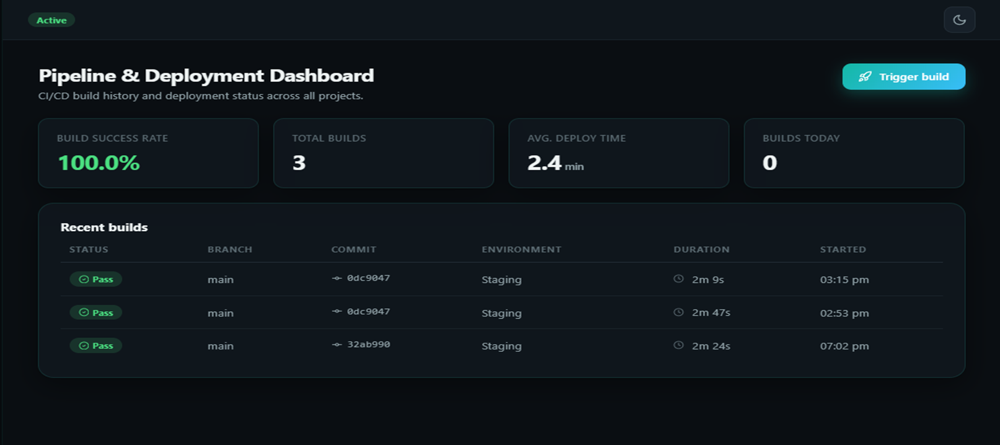 Active
Pipeline & Deployment Dashboard
Trigger build
CI/CD build history and deployment status across all projects.
BUILD SUCCESS RATE
100.0%
TOTAL BUILDS
3
AVG. DEPLOY TIME
2.4 min
BUILDS TODAY
0
Recent builds
STATUS BRANCH COMMIT ENVIRONMENT DURATION STARTED
Pass main 0dc9047 Staging 2m 9s 03:15 pm
Pass main 0dc9047 Staging 2m 47s 02:53 pm
Pass main 32ab990 Staging 2m 24s 07:02 pm